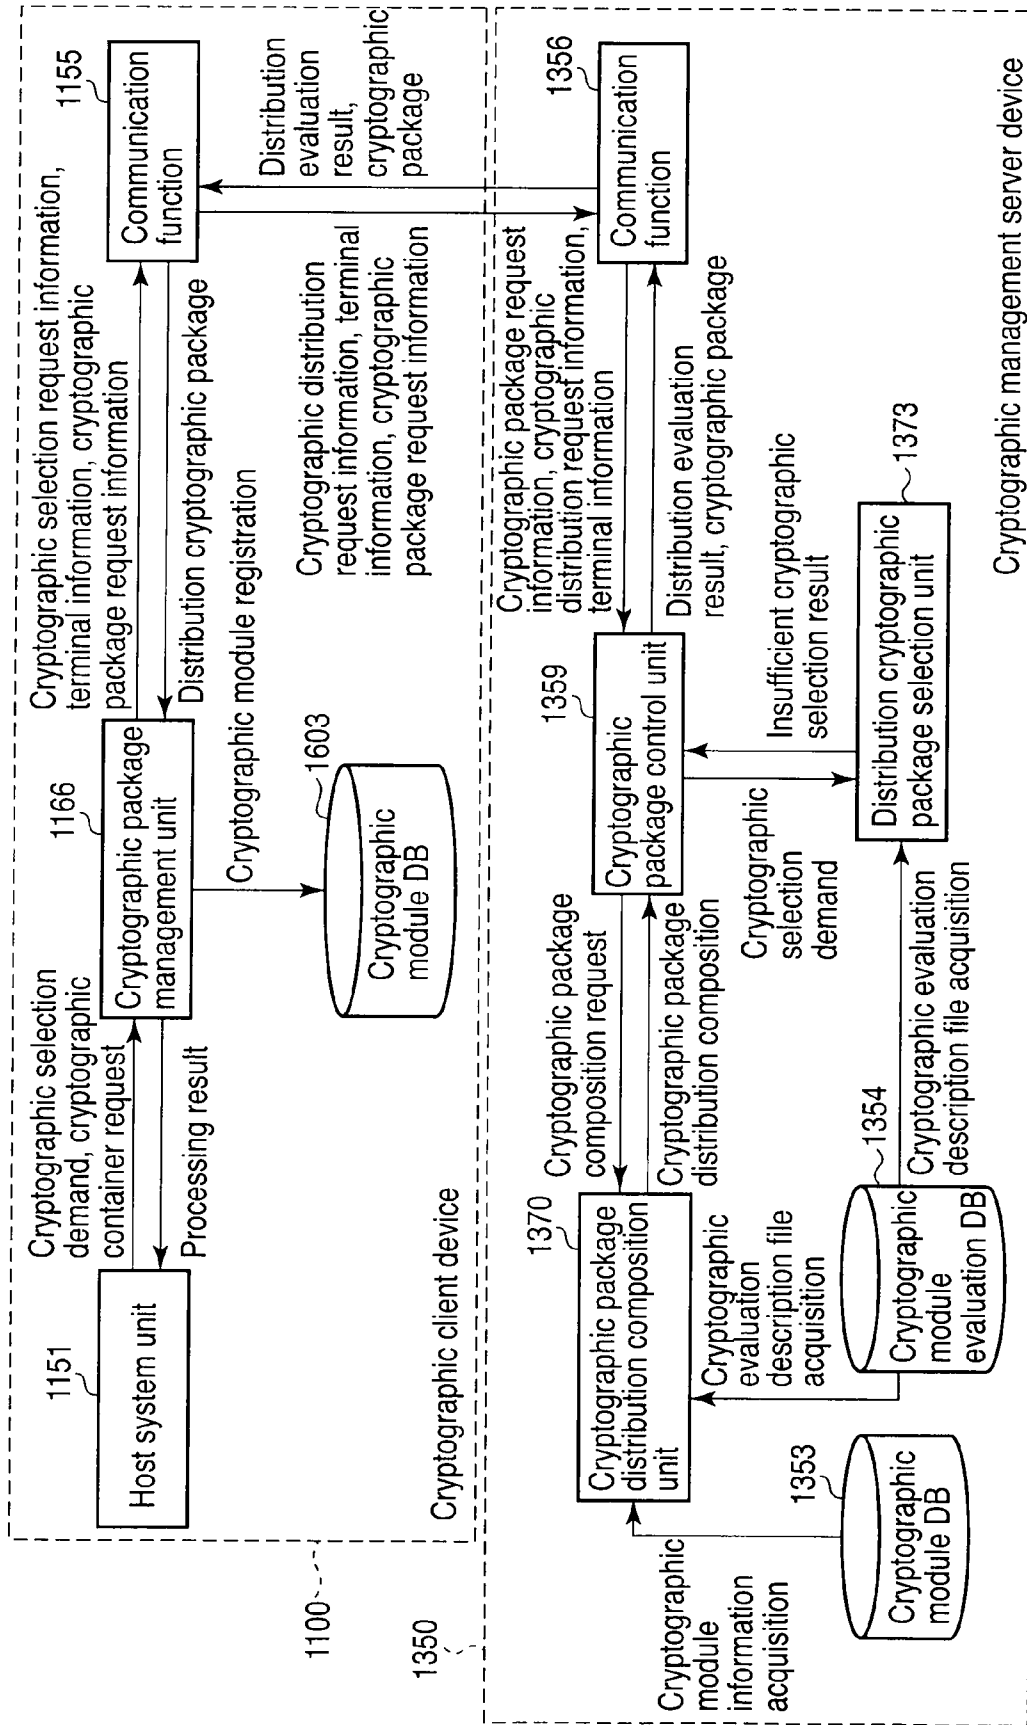 1151
Host system unit
Cryptographic selection
demand, cryptographic
container request
Processing result
1166
Cryptographic package
management unit
Cryptographic selection request information,
terminal information, cryptographic
package request information
Distribution cryptographic package
1155
Communication
function
Cryptographic module registration
1603
Cryptographic
module DB
Cryptographic client device
1100
Cryptographic distribution
request information, terminal
information, cryptographic
package request information
Distribution
evaluation
result,
cryptographic
package
1350
Cryptographic
module
information
acquisition
1353
Cryptographic
module DB
1370
Cryptographic package
distribution composition
unit
Cryptographic
evaluation
description file
acquisition
1354
Cryptographic
module
evaluation DB
Cryptographic package
composition request
Cryptographic package
distribution composition
1359
Cryptographic
package control unit
Cryptographic package request
information, cryptographic
distribution request information,
terminal information
Distribution evaluation
result, cryptographic package
1356
Communication
function
Cryptographic
selection
demand
Insufficient cryptographic
selection result
Cryptographic evaluation
description file acquisition
1373
Distribution cryptographic
package selection unit
Cryptographic management server device